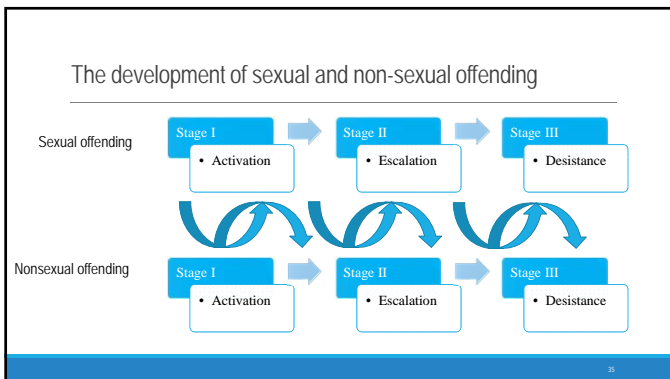 The development of sexual and non-sexual offending
Sexual offending
Stage I
• Activation
Stage II
• Escalation
Stage III
• Desistance
Nonsexual offending
Stage I
• Activation
Stage II
• Escalation
Stage III
• Desistance
35